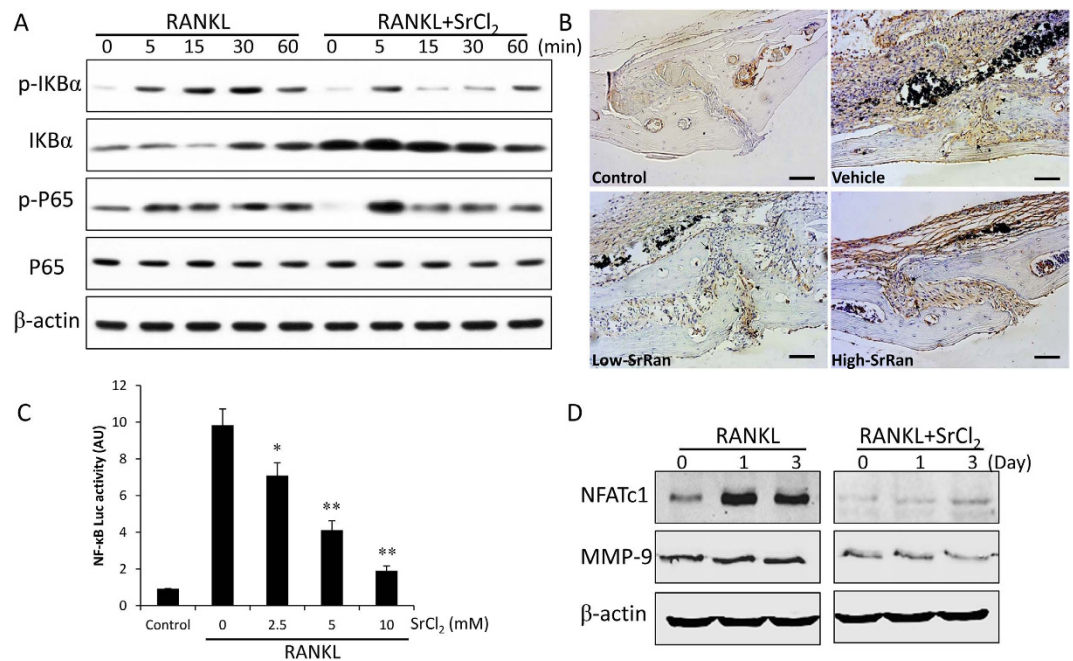 A
RANKL RANKL+SrCl₂
0 5 15 30 60 0 5 15 30 60 (min)
p-IKBα
IKBα
p-P65
P65
β-actin
B
Control Vehicle
Low-SrRan High-SrRan
C
NF-κB Luc activity (AU)
12
10
8
6
4
2
0
*
**
**
Control 0 2.5 5 10 SrCl₂ (mM)
RANKL
D
RANKL RANKL+SrCl₂
0 1 3 0 1 3 (Day)
NFATc1
MMP-9
β-actin